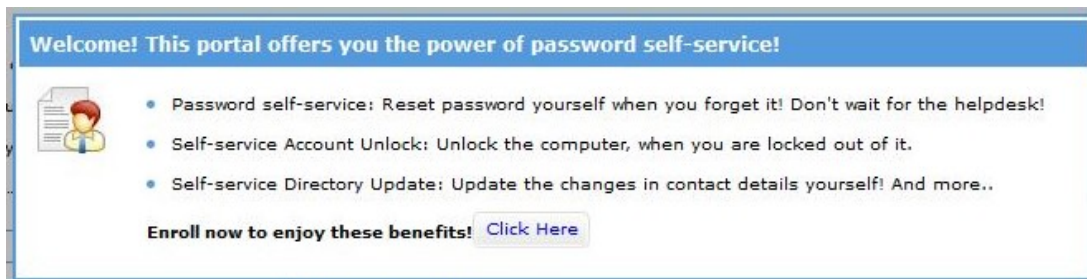 Welcome! This portal offers you the power of password self-service!
Password self-service: Reset password yourself when you forget it! Don't wait for the helpdesk!
Self-service Account Unlock: Unlock the computer, when you are locked out of it.
Self-service Directory Update: Update the changes in contact details yourself! And more..
Enroll now to enjoy these benefits! Click Here